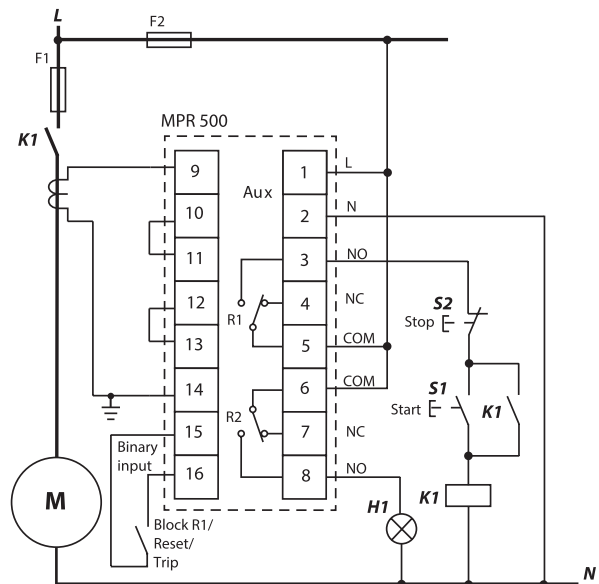 L
F2
F1
K1
MPR 500
9
1
L
Aux
10
2
N
11
3
NO
12
4
NC
R1
S2
Stop
13
5
COM
14
6
COM
S1
Start
K1
R2
15
7
NC
Binary
input
16
8
NO
M
H1
K1
Block R1/
Reset/
Trip
N